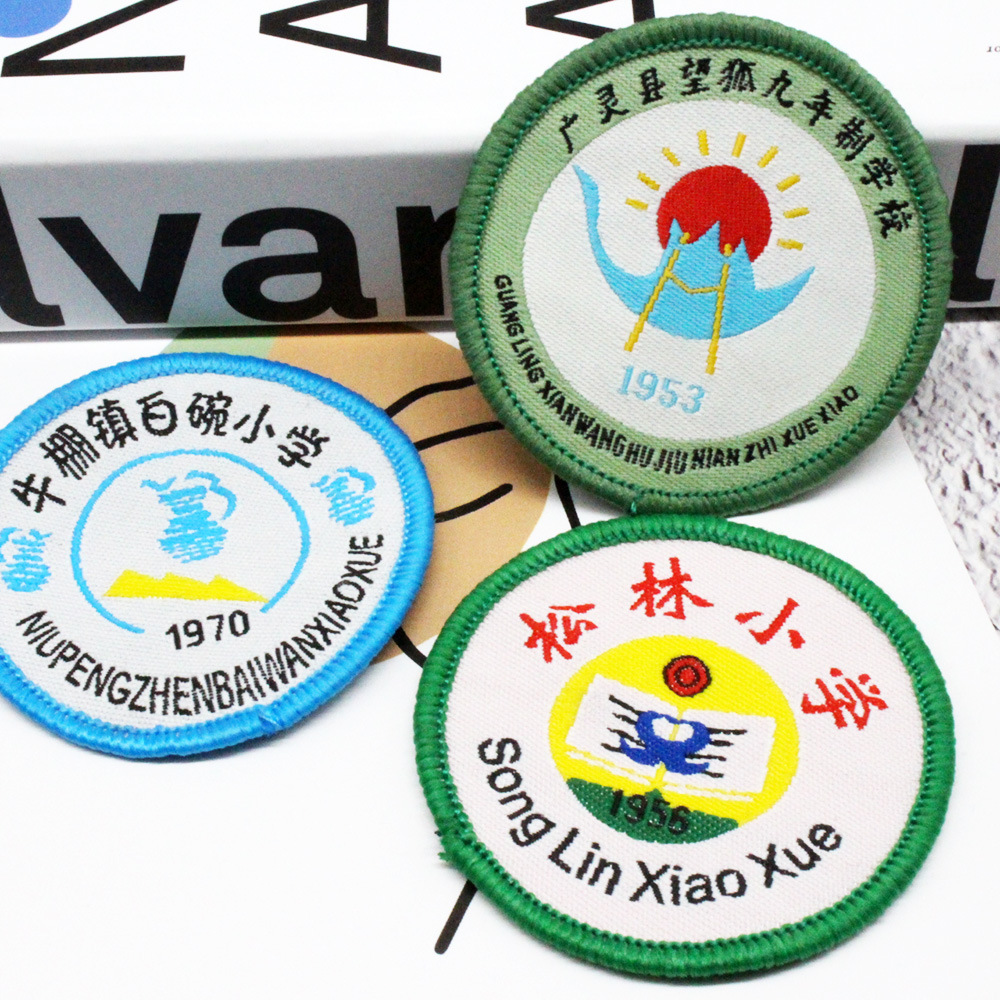 广灵县望狐九年制学校
1953
GUANG LING XIAN WANG HU JIU NIAN ZHI XUE XIAO
牛棚镇白碗小学
1970
NIUPENGZHENBAIWANXIAOXUE
松林小学
1956
Song Lin Xiao Xue